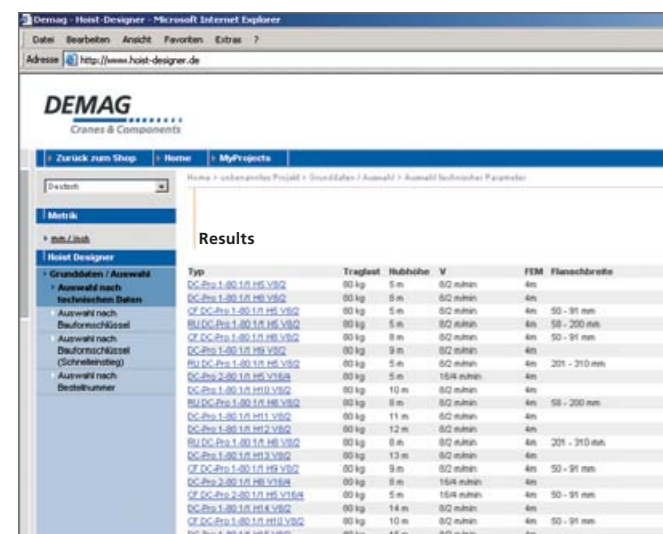 Demag - Hoist-Designer - Microsoft Internet Explorer
Datei Bearbeiten Ansicht Favoriten Extras ?
Adresse http://www.hoist-designer.de
DEMAG
Cranes & Components
Zurück zum Shop Home MyProjects
Deutsch
Home > unbenanntes Projekt > Grunddaten / Auswahl > Auswahl technischer Parameter
Metrik
mm / inch
Results
Hoist Designer
Grunddaten / Auswahl
Auswahl nach
technischen Daten
Auswahl nach
Bauformschlüssel
Auswahl nach
Bauformschlüssel
(Schnelleinstieg)
Auswahl nach
Bestellnummer
Typ Traglast Hubhöhe V FEM Flanschbreite
DC-Pro 1-80 1/1 H5 V8/2 80 kg 5 m 8/2 m/min 4m
DC-Pro 1-80 1/1 H8 V8/2 80 kg 8 m 8/2 m/min 4m
CF DC-Pro 1-80 1/1 H5 V8/2 80 kg 5 m 8/2 m/min 4m 50 - 91 mm
RU DC-Pro 1-80 1/1 H5 V8/2 80 kg 5 m 8/2 m/min 4m 58 - 200 mm
CF DC-Pro 1-80 1/1 H8 V8/2 80 kg 8 m 8/2 m/min 4m 50 - 91 mm
DC-Pro 1-80 1/1 H9 V8/2 80 kg 9 m 8/2 m/min 4m
RU DC-Pro 1-80 1/1 H5 V8/2 80 kg 5 m 8/2 m/min 4m 201 - 310 mm
DC-Pro 2-80 1/1 H5 V16/4 80 kg 5 m 16/4 m/min 4m
DC-Pro 1-80 1/1 H10 V8/2 80 kg 10 m 8/2 m/min 4m
RU DC-Pro 1-80 1/1 H8 V8/2 80 kg 8 m 8/2 m/min 4m 58 - 200 mm
DC-Pro 1-80 1/1 H11 V8/2 80 kg 11 m 8/2 m/min 4m
DC-Pro 1-80 1/1 H12 V8/2 80 kg 12 m 8/2 m/min 4m
RU DC-Pro 1-80 1/1 H8 V8/2 80 kg 8 m 8/2 m/min 4m 201 - 310 mm
DC-Pro 1-80 1/1 H13 V8/2 80 kg 13 m 8/2 m/min 4m
CF DC-Pro 1-80 1/1 H9 V8/2 80 kg 9 m 8/2 m/min 4m 50 - 91 mm
DC-Pro 2-80 1/1 H8 V16/4 80 kg 8 m 16/4 m/min 4m
CF DC-Pro 2-80 1/1 H5 V16/4 80 kg 5 m 16/4 m/min 4m 50 - 91 mm
DC-Pro 1-80 1/1 H14 V8/2 80 kg 14 m 8/2 m/min 4m
CF DC-Pro 1-80 1/1 H10 V8/2 80 kg 10 m 8/2 m/min 4m 50 - 91 mm